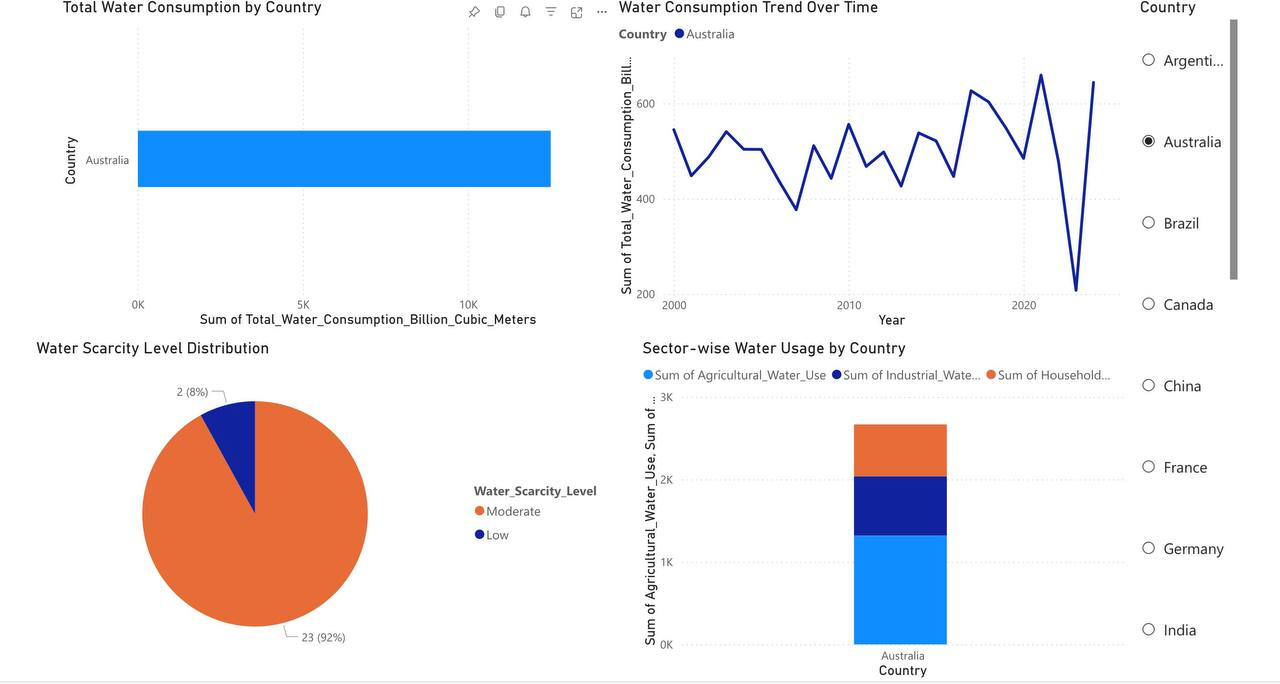 Total Water Consumption by Country
Country
Australia
0K
5K
10K
Sum of Total_Water_Consumption_Billion_Cubic_Meters
Water Consumption Trend Over Time
Country Australia
Sum of Total_Water_Consumption_Bill...
600
400
200
2000
2010
2020
Year
Water Scarcity Level Distribution
2 (8%)
23 (92%)
Water_Scarcity_Level
Moderate
Low
Sector-wise Water Usage by Country
Sum of Agricultural_Water_Use Sum of Industrial_Wate... Sum of Household...
Sum of Agricultural_Water_Use, Sum of ...
3K
2K
1K
0K
Australia
Country
Country
Argenti...
Australia
Brazil
Canada
China
France
Germany
India